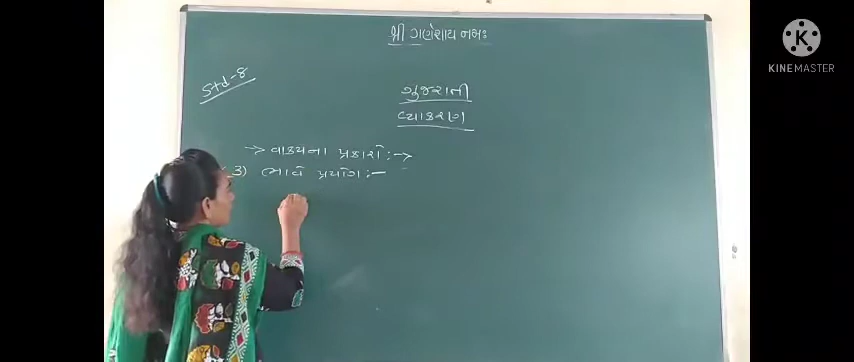 શ્રી ગણેશાય નમઃ
Std-8
ગુજરાતી
વ્યાકરણ
→ વાક્યના પ્રકારો :→
3) ભાવે પ્રયોગ :-
KINEMASTER